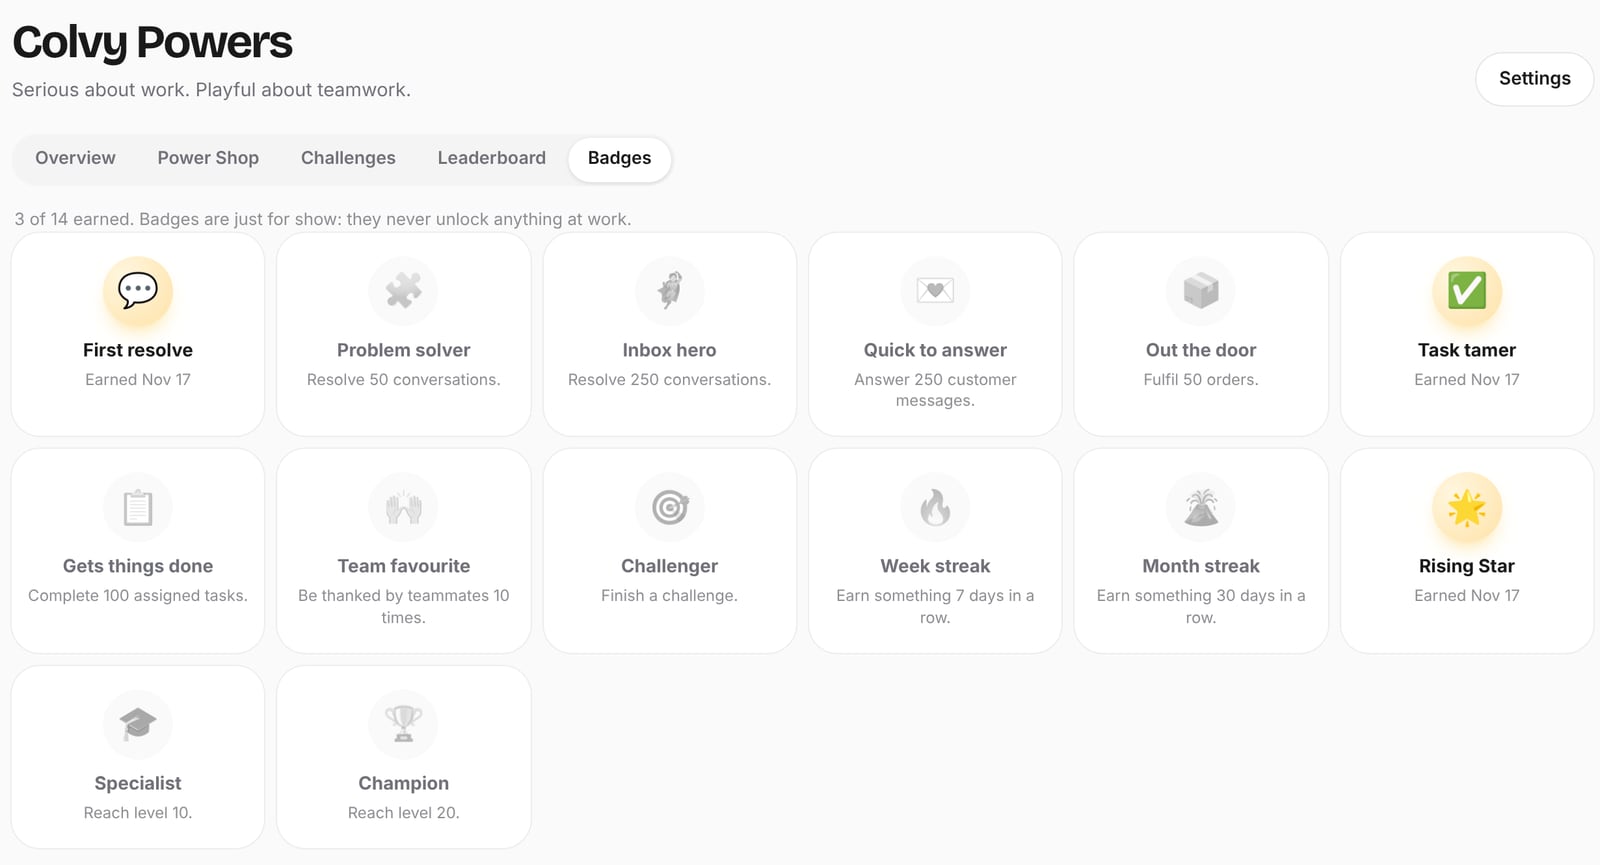 Colvy Powers
Serious about work. Playful about teamwork.
Settings
Overview
Power Shop
Challenges
Leaderboard
Badges
3 of 14 earned. Badges are just for show: they never unlock anything at work.
First resolve
Earned Nov 17
Problem solver
Resolve 50 conversations.
Inbox hero
Resolve 250 conversations.
Quick to answer
Answer 250 customer
messages.
Out the door
Fulfil 50 orders.
Task tamer
Earned Nov 17
Gets things done
Complete 100 assigned tasks.
Team favourite
Be thanked by teammates 10
times.
Challenger
Finish a challenge.
Week streak
Earn something 7 days in a
row.
Month streak
Earn something 30 days in a
row.
Rising Star
Earned Nov 17
Specialist
Reach level 10.
Champion
Reach level 20.